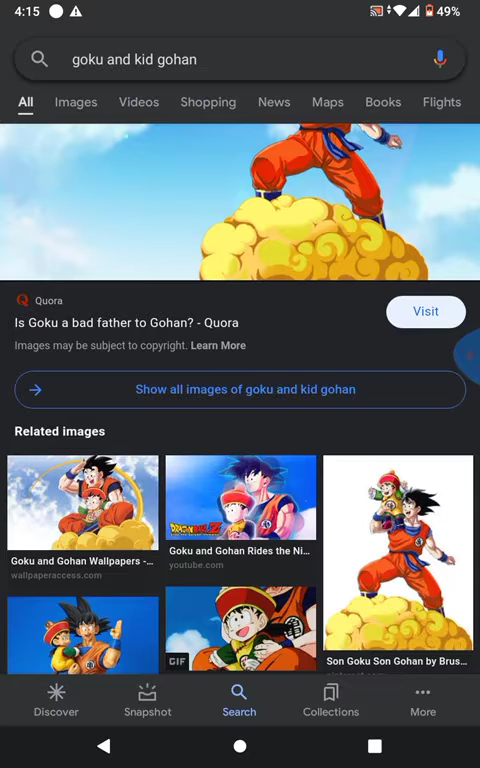 4:15
49%
goku and kid gohan
All Images Videos Shopping News Maps Books Flights
Quora
Visit
Is Goku a bad father to Gohan? - Quora
Images may be subject to copyright. Learn More
Show all images of goku and kid gohan
Related images
Goku and Gohan Wallpapers -...
wallpaperaccess.com
DRAGONBALL Z
Goku and Gohan Rides the Ni...
youtube.com
GIF
Son Goku Son Gohan by Brus...
Discover Snapshot Search Collections More